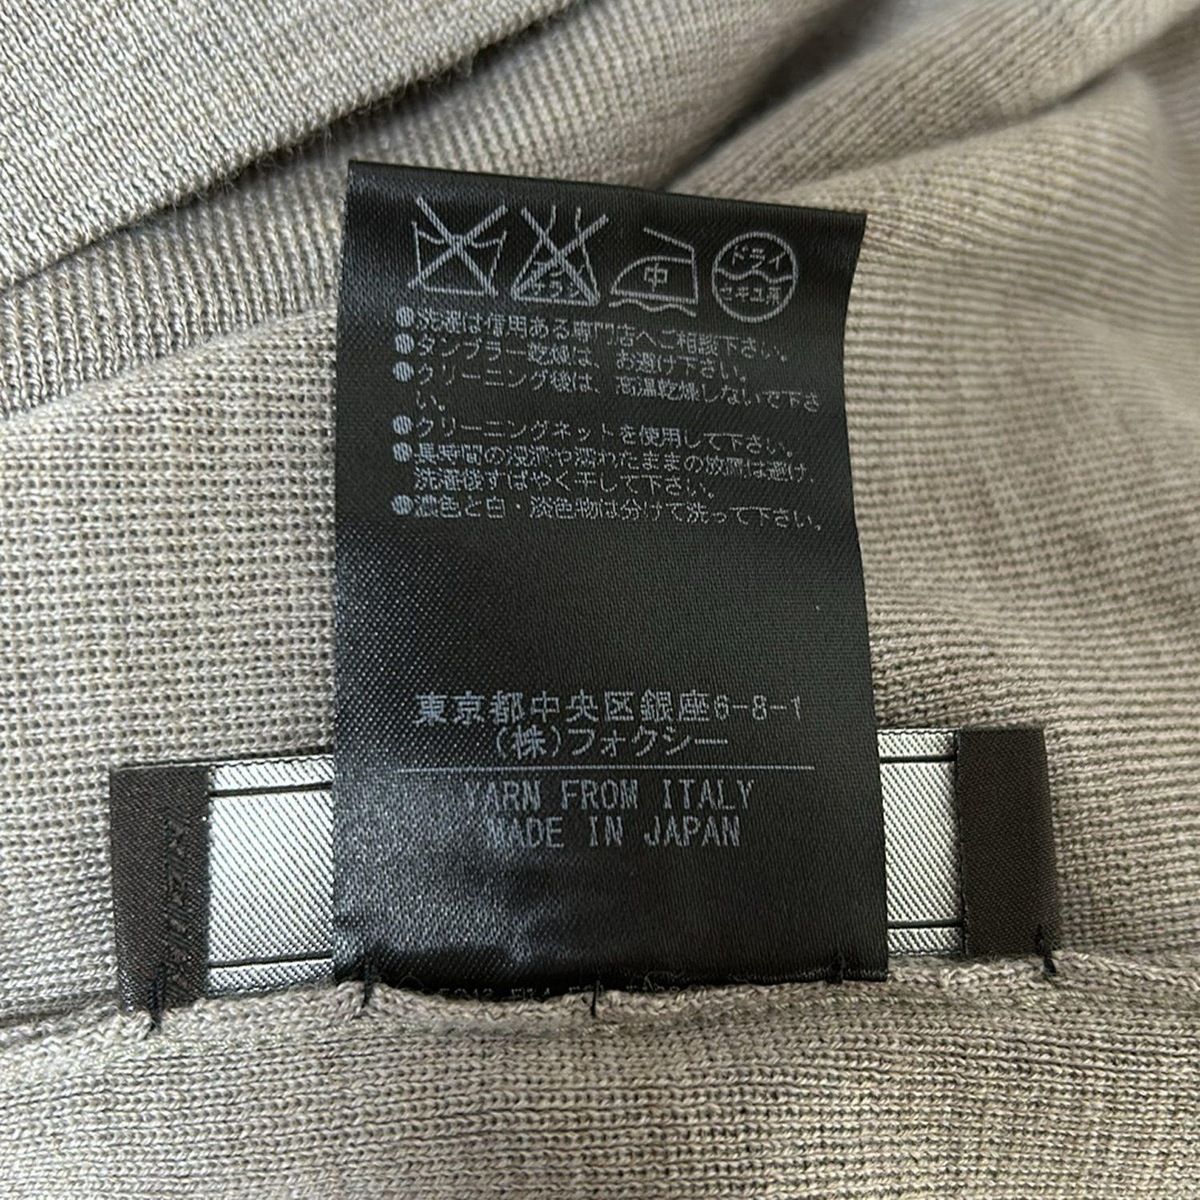 中
ドライ
セキユ系
●洗濯は信用ある専門店へご相談下さい。
●タンブラー乾燥は、お避け下さい。
●クリーニング後は、高温乾燥しないで下さ
い。
●クリーニングネットを使用して下さい。
●長時間の浸漬や濡れたままの放置は避け、
洗濯後すばやく干して下さい。
●濃色と白・淡色物は分けて洗って下さい。
東京都中央区銀座6-8-1
(株)フォクシー
YARN FROM ITALY
MADE IN JAPAN